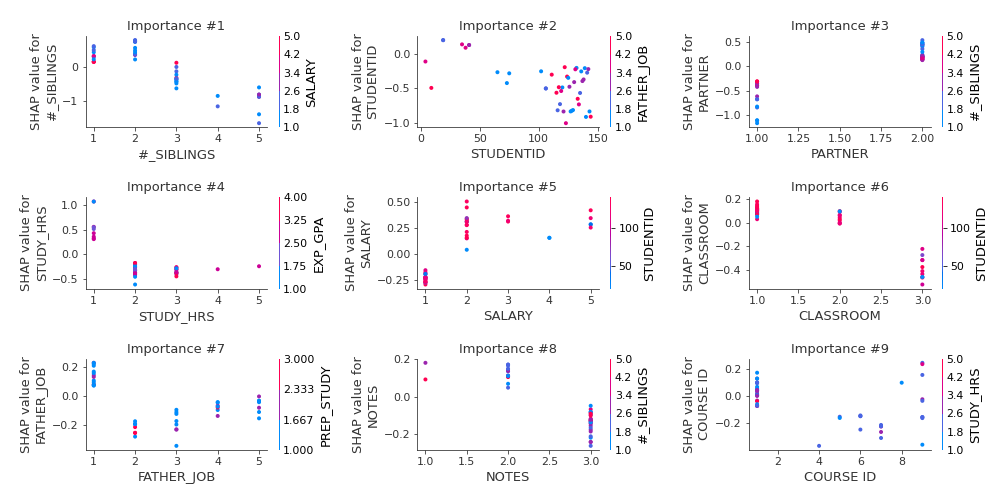 Importance #1
SHAP value for
#_SIBLINGS
0
−1
1
2
3
4
5
#_SIBLINGS
5.0
4.2
3.4
2.6
1.8
1.0
SALARY
Importance #2
SHAP value for
STUDENTID
0.0
−0.5
−1.0
0
50
100
150
STUDENTID
5.0
4.2
3.4
2.6
1.8
1.0
FATHER_JOB
Importance #3
SHAP value for
PARTNER
0.5
0.0
−0.5
−1.0
1.00
1.25
1.50
1.75
2.00
PARTNER
5.0
4.2
3.4
2.6
1.8
1.0
#_SIBLINGS
Importance #4
SHAP value for
STUDY_HRS
1.0
0.5
0.0
−0.5
1
2
3
4
5
STUDY_HRS
4.00
3.25
2.50
1.75
1.00
EXP_GPA
Importance #5
SHAP value for
SALARY
0.50
0.25
0.00
−0.25
1
2
3
4
5
SALARY
100
50
STUDENTID
Importance #6
SHAP value for
CLASSROOM
0.2
0.0
−0.2
−0.4
1.0
1.5
2.0
2.5
3.0
CLASSROOM
100
50
STUDENTID
Importance #7
SHAP value for
FATHER_JOB
0.2
0.0
−0.2
1
2
3
4
5
FATHER_JOB
3.000
2.333
1.667
1.000
PREP_STUDY
Importance #8
SHAP value for
NOTES
0.2
0.0
−0.2
1.0
1.5
2.0
2.5
3.0
NOTES
5.0
4.2
3.4
2.6
1.8
1.0
#_SIBLINGS
Importance #9
SHAP value for
COURSE ID
0.2
0.0
−0.2
2
4
6
8
COURSE ID
5.0
4.2
3.4
2.6
1.8
1.0
STUDY_HRS